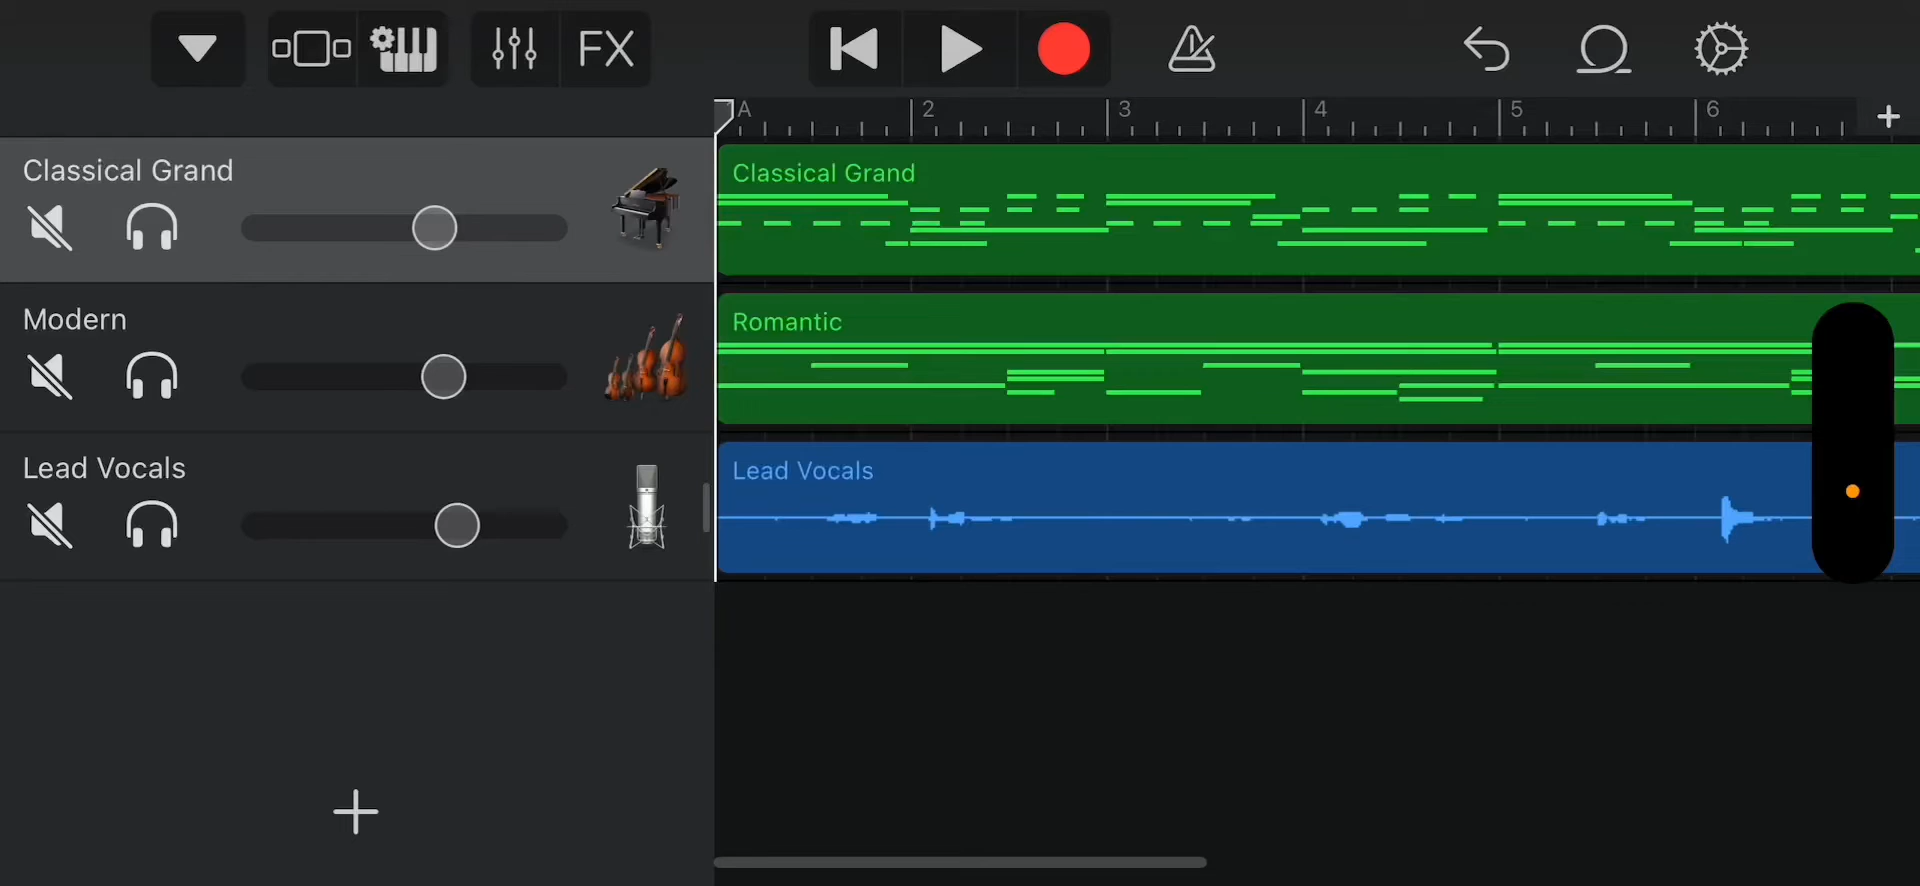 FX
A 2 3 4 5 6
Classical Grand
Classical Grand
Modern
Romantic
Lead Vocals
Lead Vocals